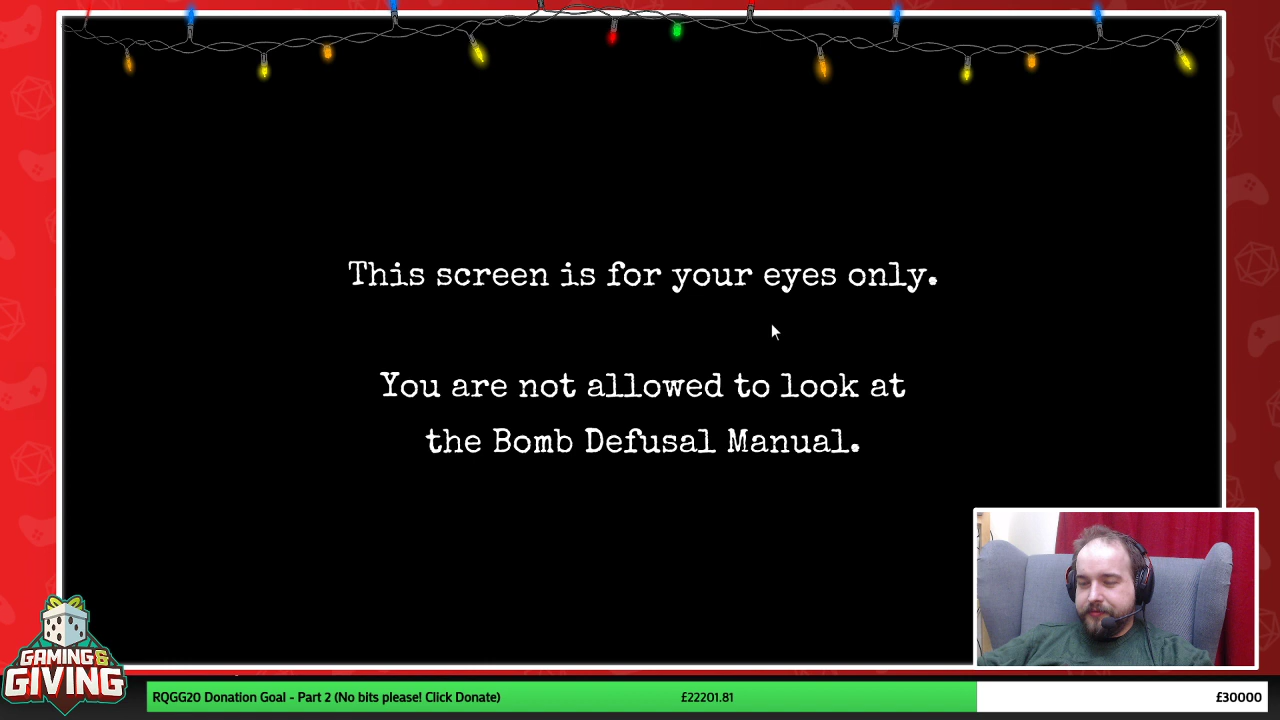 This screen is for your eyes only.
You are not allowed to look at
the Bomb Defusal Manual.
GAMING &
GIVING
RQGG20 Donation Goal - Part 2 (No bits please! Click Donate)
£22201.81
£30000